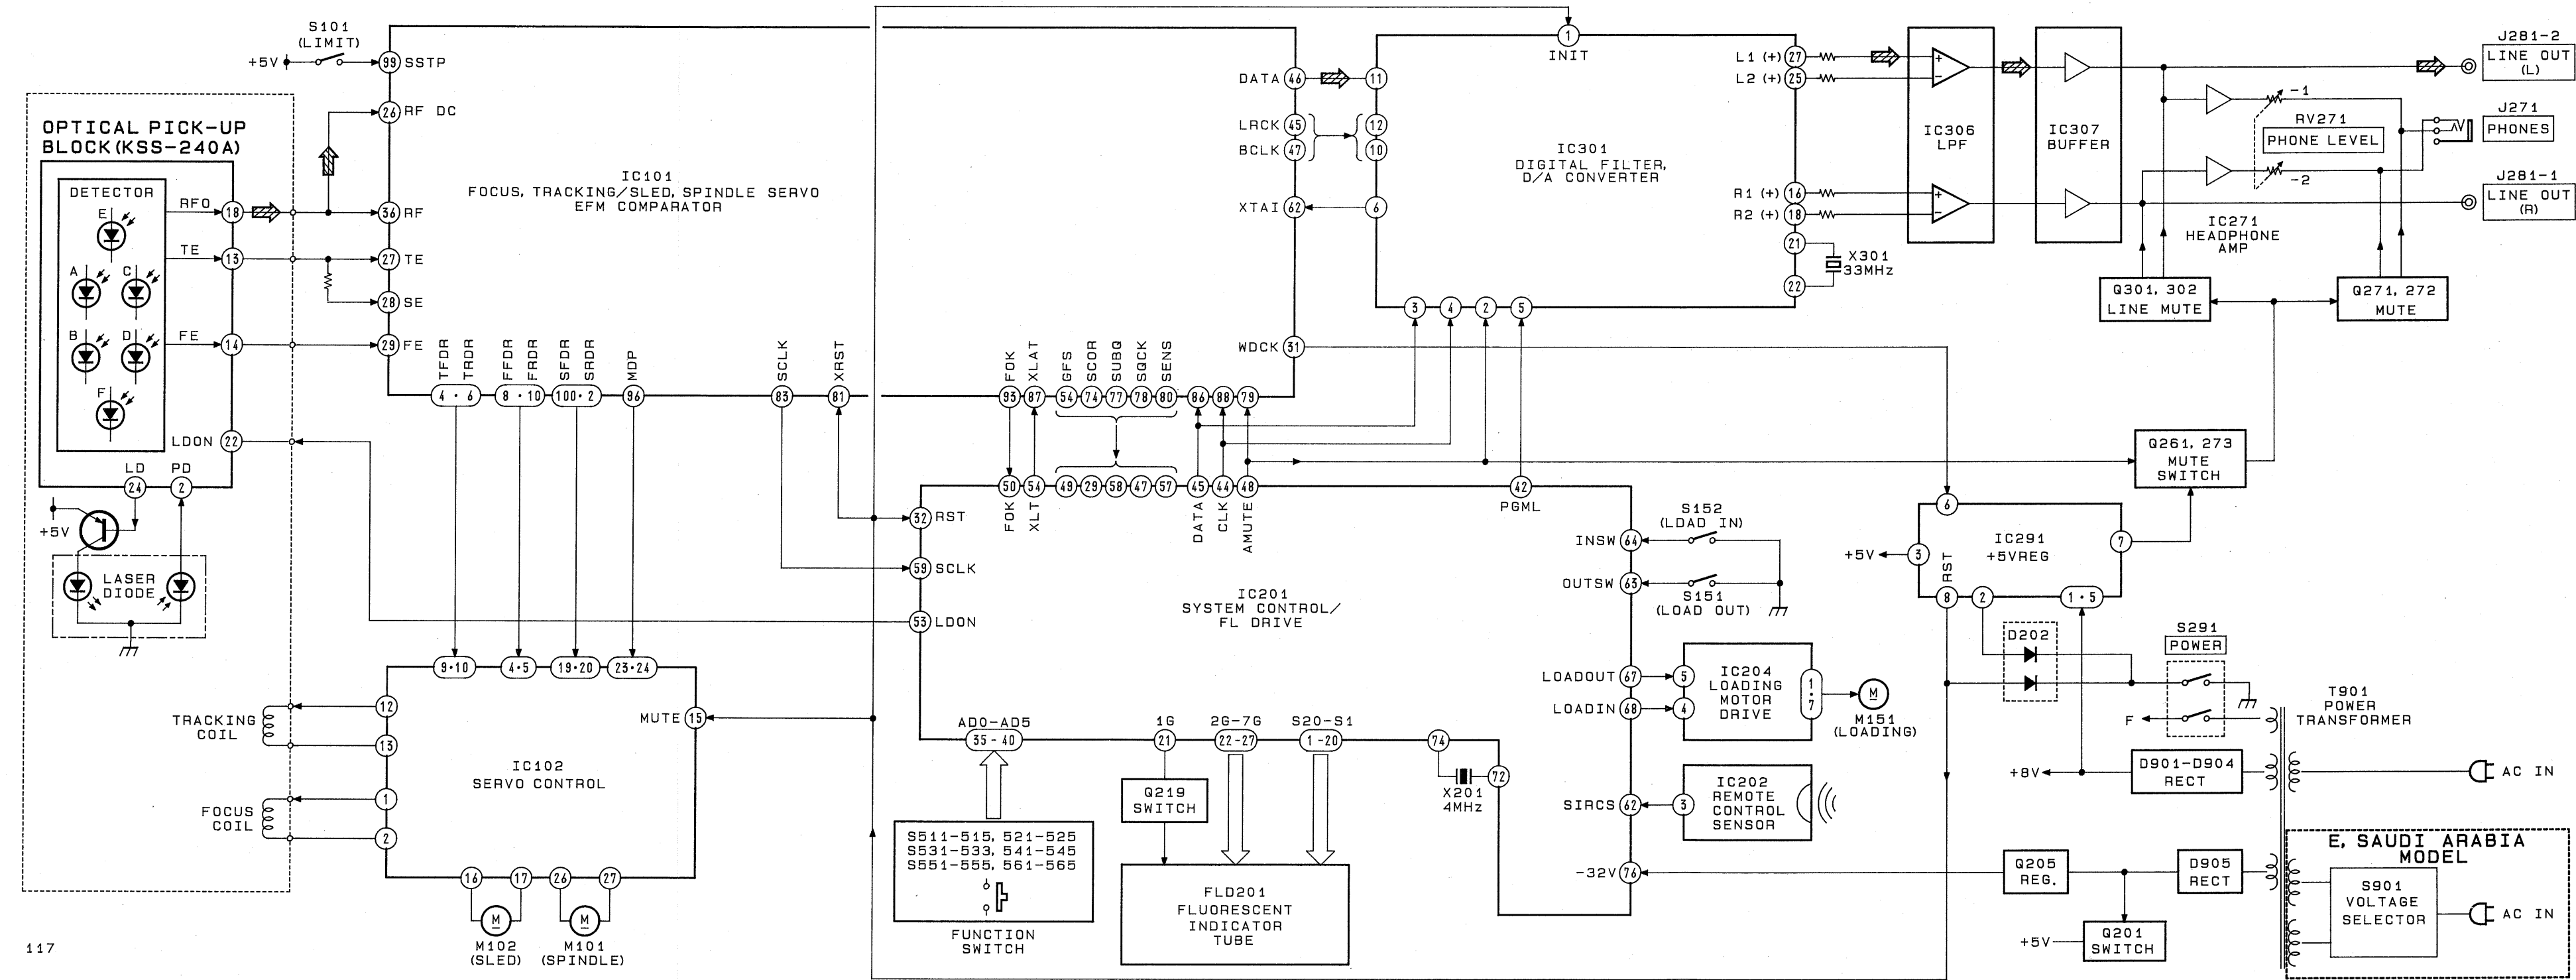 S101
(LIMIT)
+5V
99 SSTP
26 RF DC
OPTICAL PICK-UP
BLOCK(KSS-240A)
DETECTOR
E
A
C
B
D
F
RFO
18
TE
13
FE
14
LDON
22
LD
PD
24
2
+5V
LASER
DIODE
36 RF
27 TE
28 SE
29 FE
IC101
FOCUS, TRACKING/SLED, SPINDLE SERVO
EFM COMPARATOR
DATA 46
LRCK 45
BCLK 47
XTAI 62
WDCK 31
TFDR
TRDR
FFDR
FRDR
SFDR
SRDR
MDP
SCLK
XRST
FOK
XLAT
GFS
SCOR
SUBQ
SQCK
SENS
4 · 6
8 · 10
100 · 2
96
83
81
93
87
54
74
77
78
80
86
88
79
1
INIT
11
12
10
6
IC301
DIGITAL FILTER,
D/A CONVERTER
L1 (+) 27
L2 (+) 25
R1 (+) 16
R2 (+) 18
21
22
X301
33MHz
3
4
2
5
IC306
LPF
IC307
BUFFER
-1
RV271
PHONE LEVEL
-2
IC271
HEADPHONE
AMP
J281-2
LINE OUT
(L)
J271
PHONES
J281-1
LINE OUT
(R)
Q301, 302
LINE MUTE
Q271, 272
MUTE
Q261, 273
MUTE
SWITCH
50
54
49
29
58
47
57
45
44
48
42
FOK
XLT
DATA
CLK
AMUTE
PGML
32 RST
59 SCLK
53 LDON
IC201
SYSTEM CONTROL/
FL DRIVE
INSW 64
OUTSW 63
S152
(LOAD IN)
S151
(LOAD OUT)
LOADOUT 67
LOADIN 68
5
4
IC204
LOADING
MOTOR
DRIVE
1 · 7
M
M151
(LOADING)
SIRCS 62
3
IC202
REMOTE
CONTROL
SENSOR
-32V 76
AD0-AD5
35 - 40
1G
21
2G-7G
22 -27
S20-S1
1 -20
74
72
X201
4MHz
Q219
SWITCH
S511-515, 521-525
S531-533, 541-545
S551-555, 561-565
FUNCTION
SWITCH
FLD201
FLUORESCENT
INDICATOR
TUBE
9·10
4·5
19·20
23·24
MUTE 15
12
13
1
2
TRACKING
COIL
FOCUS
COIL
IC102
SERVO CONTROL
16
17
26
27
M
M
M102
(SLED)
M101
(SPINDLE)
6
+5V
3
IC291
+5VREG
7
RST
8
2
1 · 5
D202
S291
POWER
F
T901
POWER
TRANSFORMER
+8V
D901-D904
RECT
AC IN
Q205
REG.
D905
RECT
+5V
Q201
SWITCH
E, SAUDI ARABIA
MODEL
S901
VOLTAGE
SELECTOR
AC IN
117